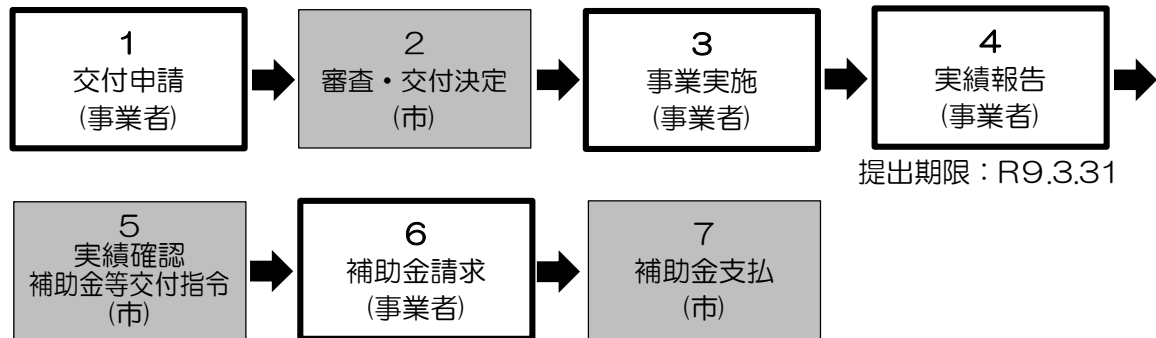 1
交付申請
(事業者)
2
審査・交付決定
(市)
3
事業実施
(事業者)
4
実績報告
(事業者)
提出期限：R9.3.31
5
実績確認
補助金等交付指令
(市)
6
補助金請求
(事業者)
7
補助金支払
(市)